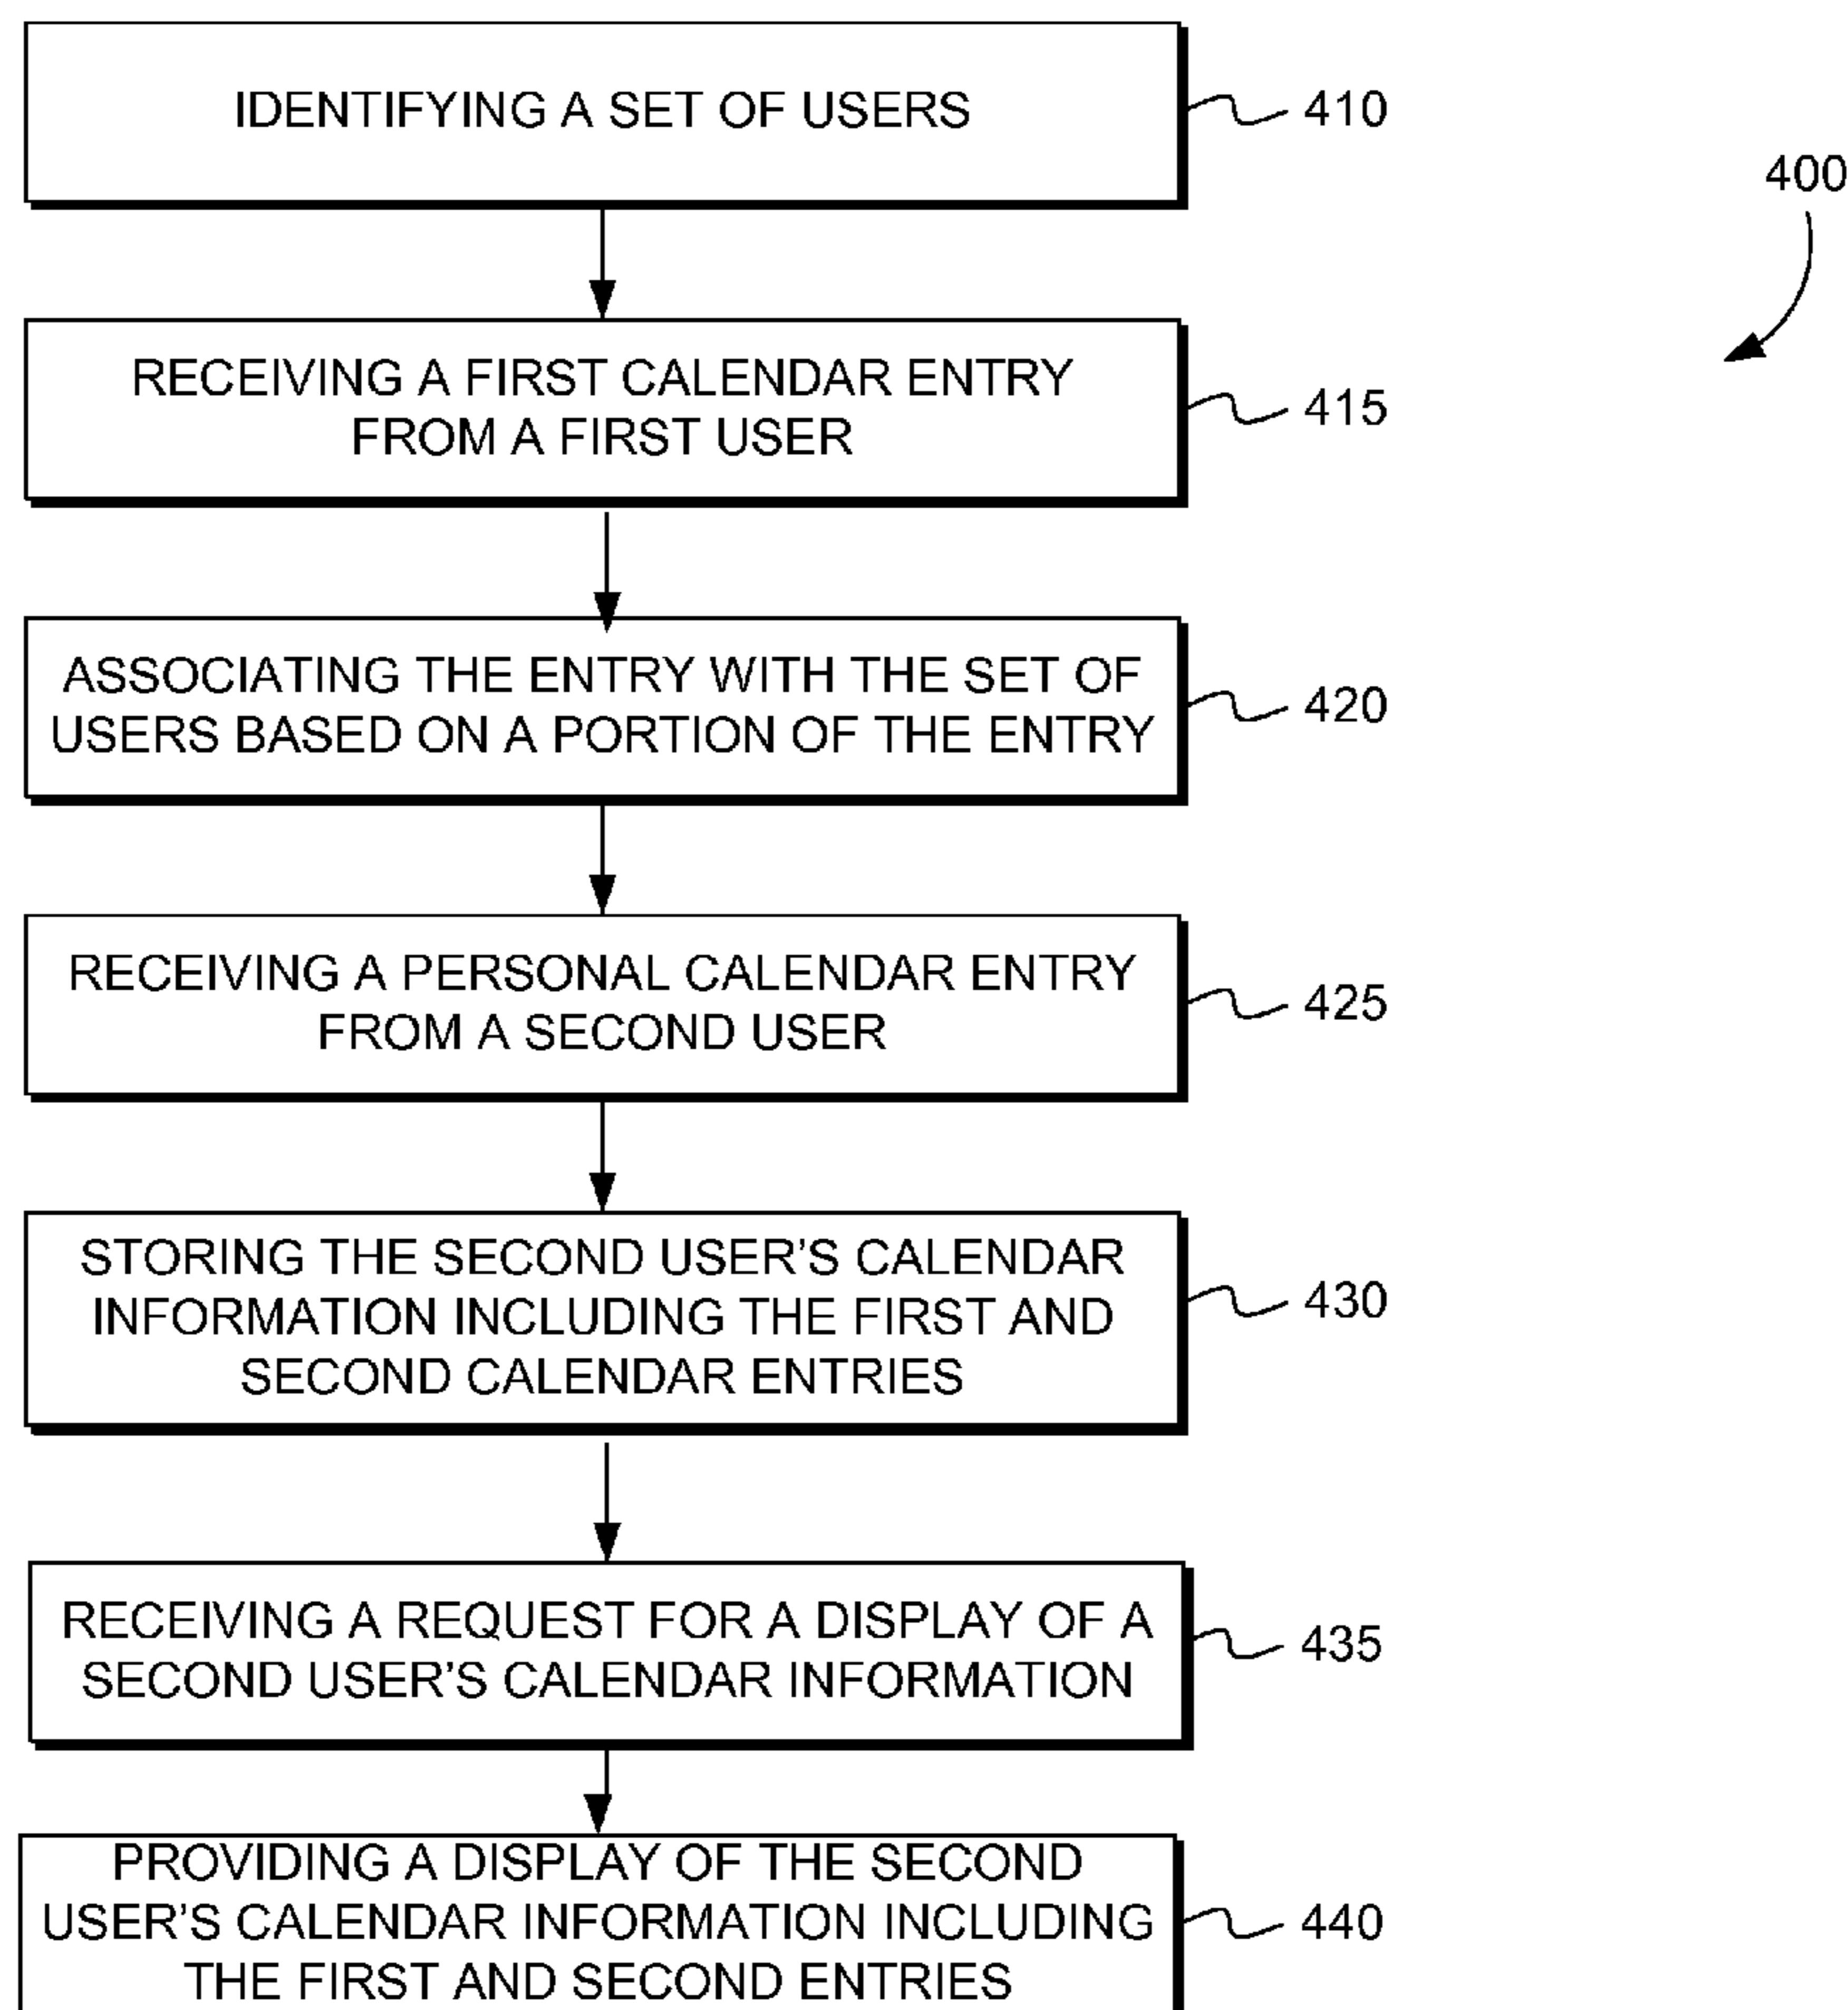 IDENTIFYING A SET OF USERS
410
400
RECEIVING A FIRST CALENDAR ENTRY
FROM A FIRST USER
415
ASSOCIATING THE ENTRY WITH THE SET OF
USERS BASED ON A PORTION OF THE ENTRY
420
RECEIVING A PERSONAL CALENDAR ENTRY
FROM A SECOND USER
425
STORING THE SECOND USER'S CALENDAR
INFORMATION INCLUDING THE FIRST AND
SECOND CALENDAR ENTRIES
430
RECEIVING A REQUEST FOR A DISPLAY OF A
SECOND USER'S CALENDAR INFORMATION
435
PROVIDING A DISPLAY OF THE SECOND
USER'S CALENDAR INFORMATION INCLUDING
THE FIRST AND SECOND ENTRIES
440